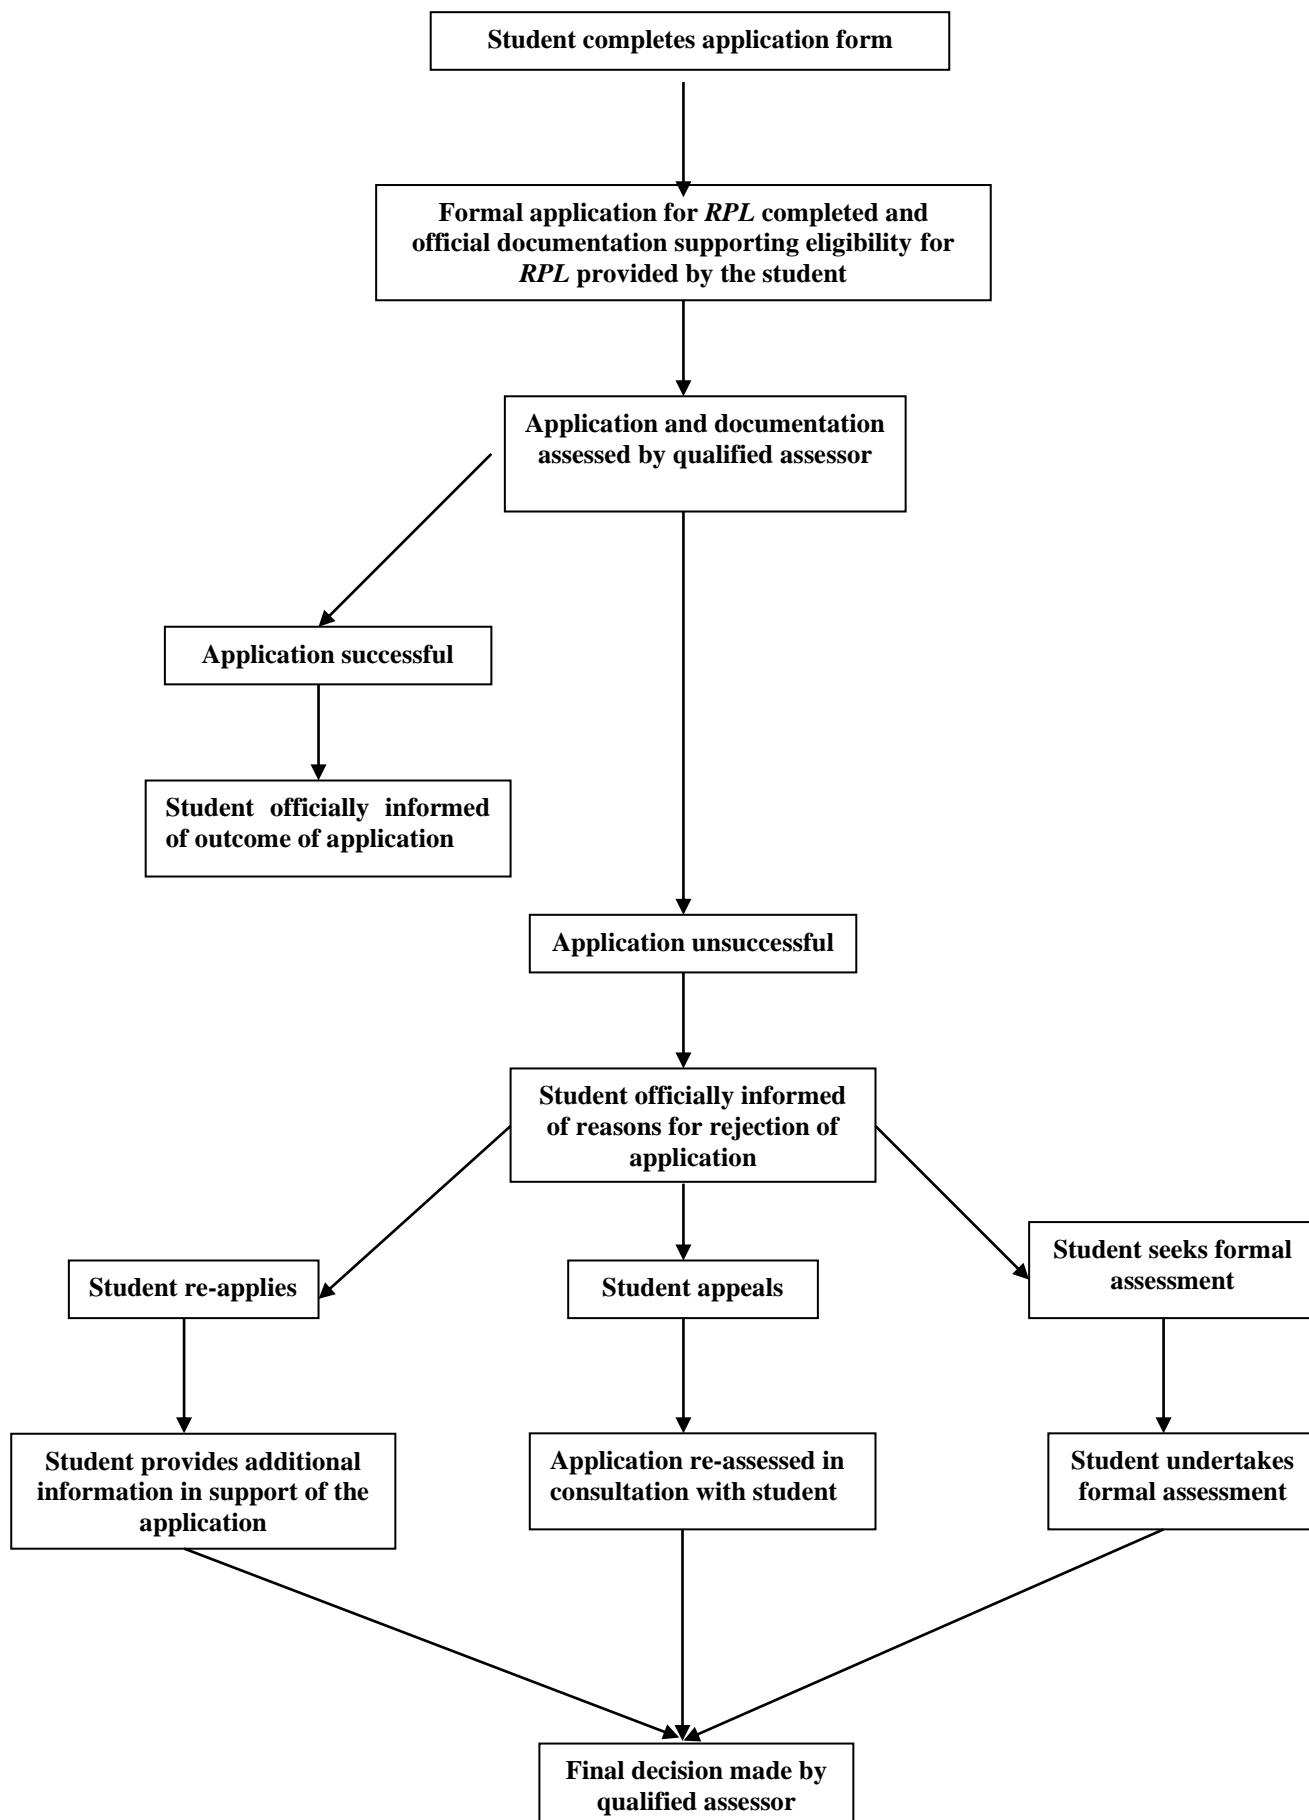 Student completes application form
Formal application for RPL completed and
official documentation supporting eligibility for
RPL provided by the student
Application and documentation
assessed by qualified assessor
Application successful
Student officially informed
of outcome of application
Application unsuccessful
Student officially informed
of reasons for rejection of
application
Student re-applies
Student appeals
Student seeks formal
assessment
Student provides additional
information in support of the
application
Application re-assessed in
consultation with student
Student undertakes
formal assessment
Final decision made by
qualified assessor